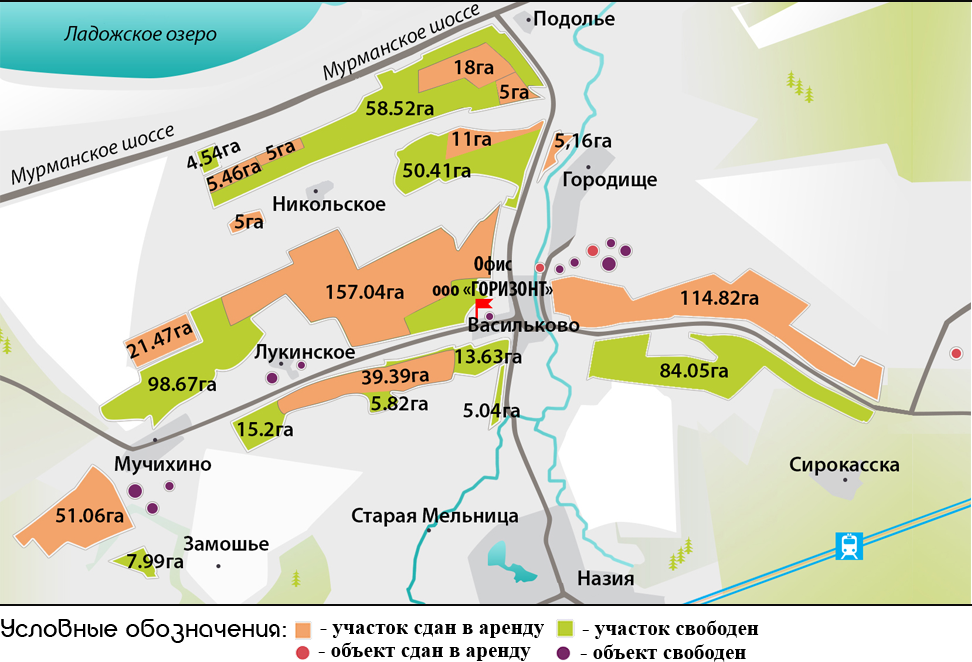 Ладожское озеро
Мурманское шоссе
Подолье
18га
5га
58.52га
Мурманское шоссе
4.54га
5.46га
5га
11га
5,16га
50.41га
Городище
Никольское
5га
Офис
ООО «ГОРИЗОНТ»
157.04га
114.82га
Васильково
21.47га
Лукинское
13.63га
98.67га
39.39га
84.05га
5.82га
5.04га
15.2га
Мучихино
Сирокасска
51.06га
Старая Мельница
Замошье
7.99га
Назия
Условные обозначения:
- участок сдан в аренду
- участок свободен
- объект сдан в аренду
- объект свободен